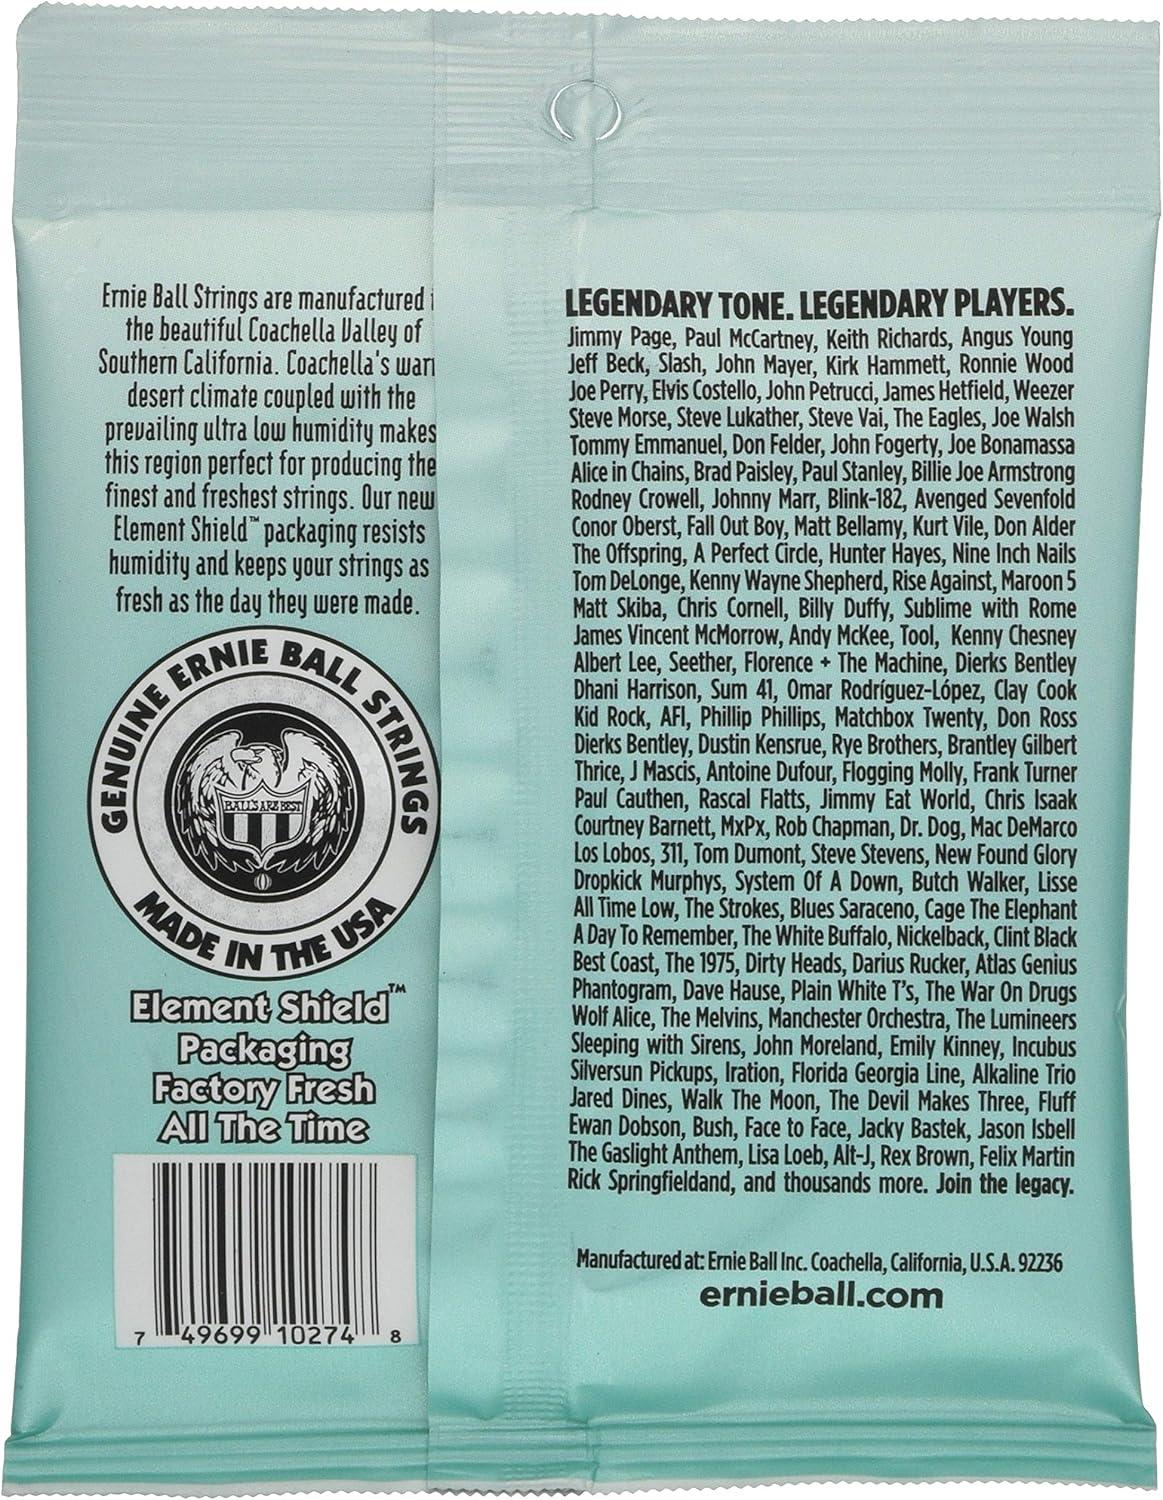 Ernie Ball Strings are manufactured
the beautiful Coachella Valley of
Southern California. Coachella's
desert climate coupled with the
prevailing ultra low humidity makes
this region perfect for producing the
finest and freshest strings. Our new
Element Shield™ packaging resists
humidity and keeps your strings as
fresh as the day they were made.
GENUINE ERNIE BALL STRINGS
BALL'S ARE BEST
MADE IN THE USA
Element Shield™
Packaging
Factory Fresh
All The Time
7 49699 10274 8
LEGENDARY TONE. LEGENDARY PLAYERS.
Jimmy Page, Paul McCartney, Keith Richards, Angus Young
Jeff Beck, Slash, John Mayer, Kirk Hammett, Ronnie Wood
Joe Perry, Elvis Costello, John Petrucci, James Hetfield, Weezer
Steve Morse, Steve Lukather, Steve Vai, The Eagles, Joe Walsh
Tommy Emmanuel, Don Felder, John Fogerty, Joe Bonamassa
Alice in Chains, Brad Paisley, Paul Stanley, Billie Joe Armstrong
Rodney Crowell, Johnny Marr, Blink-182, Avenged Sevenfold
Conor Oberst, Fall Out Boy, Matt Bellamy, Kurt Vile, Don Alder
The Offspring, A Perfect Circle, Hunter Hayes, Nine Inch Nails
Tom DeLonge, Kenny Wayne Shepherd, Rise Against, Maroon 5
Matt Skiba, Chris Cornell, Billy Duffy, Sublime with Rome
James Vincent McMorrow, Andy McKee, Tool, Kenny Chesney
Albert Lee, Seether, Florence + The Machine, Dierks Bentley
Dhani Harrison, Sum 41, Omar Rodríguez-López, Clay Cook
Kid Rock, AFI, Phillip Phillips, Matchbox Twenty, Don Ross
Dierks Bentley, Dustin Kensrue, Rye Brothers, Brantley Gilbert
Thrice, J Mascis, Antoine Dufour, Flogging Molly, Frank Turner
Paul Cauthen, Rascal Flatts, Jimmy Eat World, Chris Isaak
Courtney Barnett, MxPx, Rob Chapman, Dr. Dog, Mac DeMarco
Los Lobos, 311, Tom Dumont, Steve Stevens, New Found Glory
Dropkick Murphys, System Of A Down, Butch Walker, Lisse
All Time Low, The Strokes, Blues Saraceno, Cage The Elephant
A Day To Remember, The White Buffalo, Nickelback, Clint Black
Best Coast, The 1975, Dirty Heads, Darius Rucker, Atlas Genius
Phantogram, Dave Hause, Plain White T's, The War On Drugs
Wolf Alice, The Melvins, Manchester Orchestra, The Lumineers
Sleeping with Sirens, John Moreland, Emily Kinney, Incubus
Silversun Pickups, Iration, Florida Georgia Line, Alkaline Trio
Jared Dines, Walk The Moon, The Devil Makes Three, Fluff
Ewan Dobson, Bush, Face to Face, Jacky Bastek, Jason Isbell
The Gaslight Anthem, Lisa Loeb, Alt-J, Rex Brown, Felix Martin
Rick Springfieldand, and thousands more. Join the legacy.
Manufactured at: Ernie Ball Inc. Coachella, California, U.S.A. 92236
ernieball.com